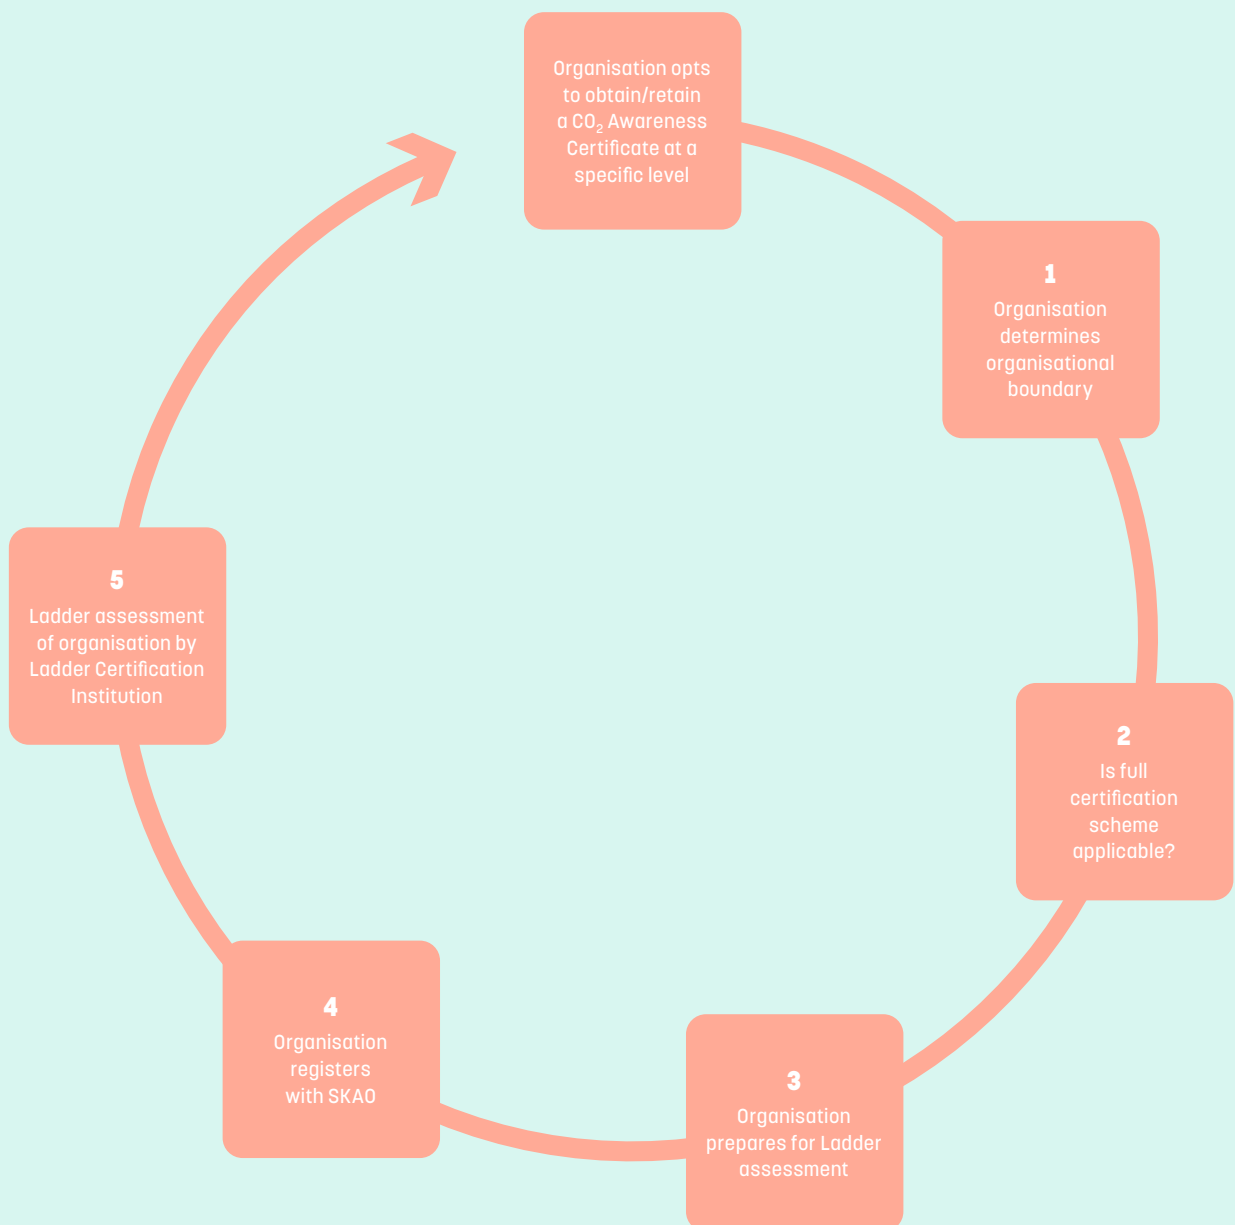 Organisation opts
to obtain/retain
a CO₂ Awareness
Certificate at a
specific level
1
Organisation
determines
organisational
boundary
2
Is full
certification
scheme
applicable?
3
Organisation
prepares for Ladder
assessment
4
Organisation
registers
with SKAO
5
Ladder assessment
of organisation by
Ladder Certification
Institution